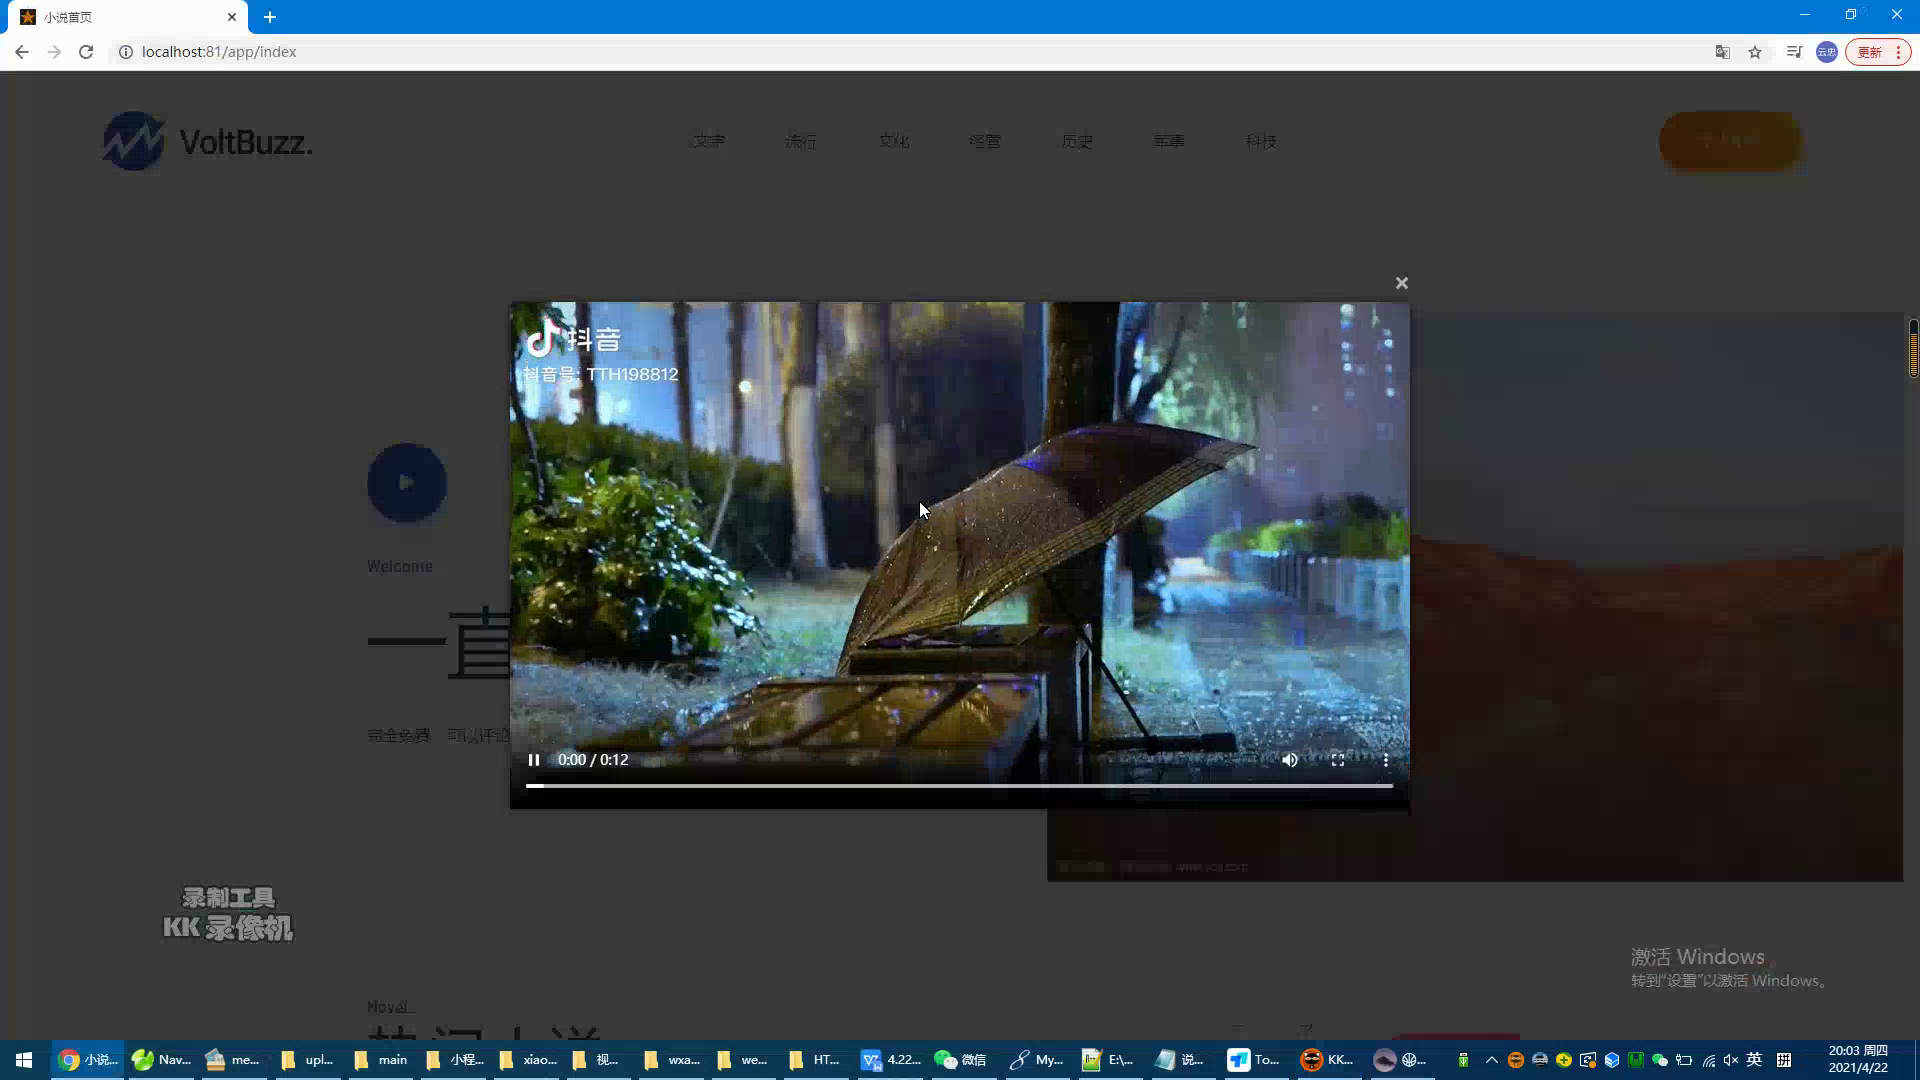 小说首页
localhost:81/app/index
云忠
更新
VoltBuzz.
文字 流行 文化 经营 历史 军事 科技
抖音
抖音号: TTH198812
Welcome
一直
完全免费 可以评论
0:00 / 0:12
录制工具
KK 录像机
激活 Windows
转到"设置"以激活 Windows。
小说...
Nav...
me...
upl...
main
小程...
xiao...
视...
wxa...
we...
HT...
4.22...
微信
My...
E:\...
说...
To...
KK...
英
拼
20:03 周四
2021/4/22